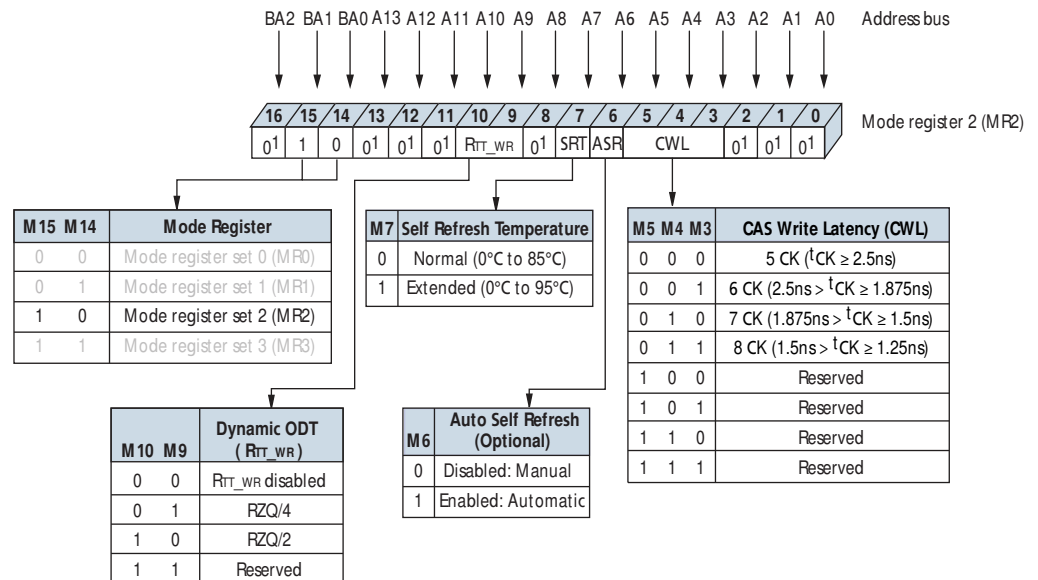 BA2 BA1 BA0 A13 A12 A11 A10 A9 A8 A7 A6 A5 A4 A3 A2 A1 A0 Address bus
16 15 14 13 12 11 10 9 8 7 6 5 4 3 2 1 0
Mode register 2 (MR2)
0¹ 1 0 0¹ 0¹ 0¹ RTT_WR 0¹ SRT ASR CWL 0¹ 0¹ 0¹
M15 M14 Mode Register
0 0 Mode register set 0 (MR0)
0 1 Mode register set 1 (MR1)
1 0 Mode register set 2 (MR2)
1 1 Mode register set 3 (MR3)
M7 Self Refresh Temperature
0 Normal (0°C to 85°C)
1 Extended (0°C to 95°C)
M5 M4 M3 CAS Write Latency (CWL)
0 0 0 5 CK (tCK ≥ 2.5ns)
0 0 1 6 CK (2.5ns > tCK ≥ 1.875ns)
0 1 0 7 CK (1.875ns > tCK ≥ 1.5ns)
0 1 1 8 CK (1.5ns > tCK ≥ 1.25ns)
1 0 0 Reserved
1 0 1 Reserved
1 1 0 Reserved
1 1 1 Reserved
M10 M9 Dynamic ODT
(RTT_WR)
0 0 RTT_WR disabled
0 1 RZQ/4
1 0 RZQ/2
1 1 Reserved
M6 Auto Self Refresh
(Optional)
0 Disabled: Manual
1 Enabled: Automatic